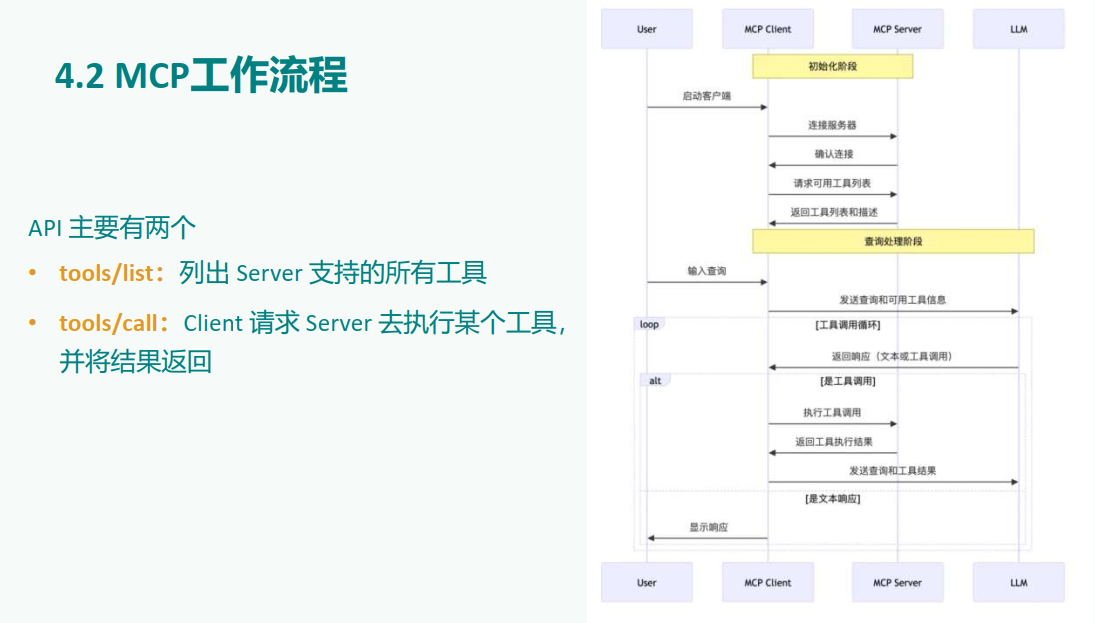 4.2 MCP工作流程
API 主要有两个
• tools/list：列出 Server 支持的所有工具
• tools/call：Client 请求 Server 去执行某个工具，
并将结果返回
User
MCP Client
MCP Server
LLM
初始化阶段
启动客户端
连接服务器
确认连接
请求可用工具列表
返回工具列表和描述
查询处理阶段
输入查询
发送查询和可用工具信息
loop
[工具调用循环]
返回响应（文本或工具调用）
alt
[是工具调用]
执行工具调用
返回工具执行结果
发送查询和工具结果
[是文本响应]
显示响应
User
MCP Client
MCP Server
LLM